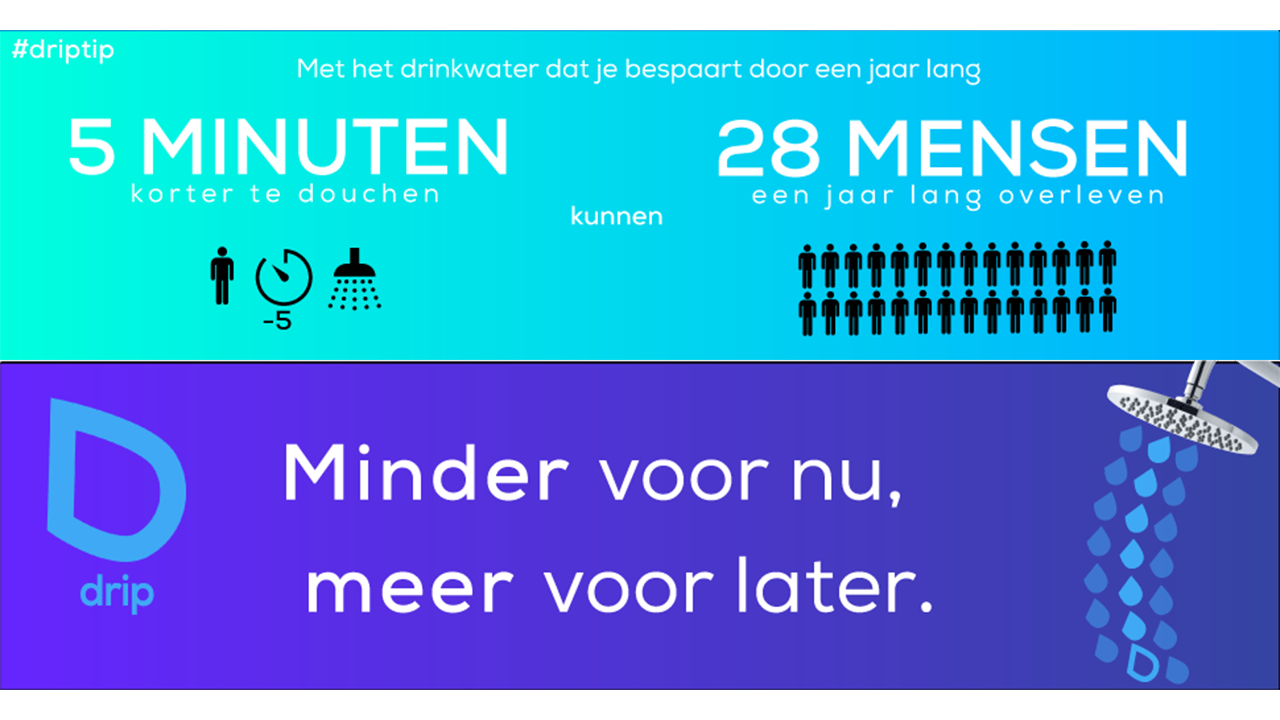 #driptip
Met het drinkwater dat je bespaart door een jaar lang
5 MINUTEN
korter te douchen
kunnen
28 MENSEN
een jaar lang overleven
-5
Minder voor nu,
meer voor later.
drip